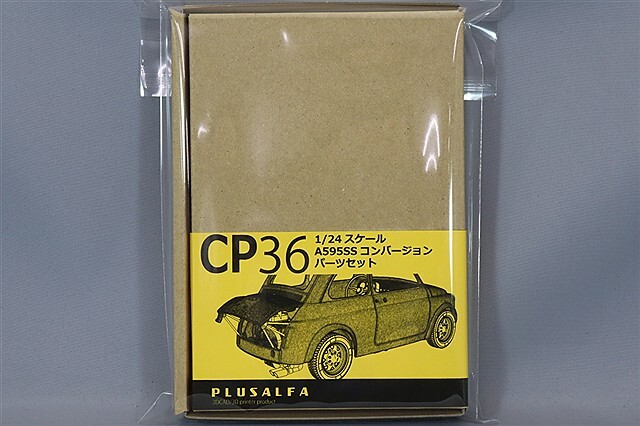 CP36
1/24 スケール
A595SS コンバージョン
パーツセット
PLUSALFA
3DCAD/3D printer product